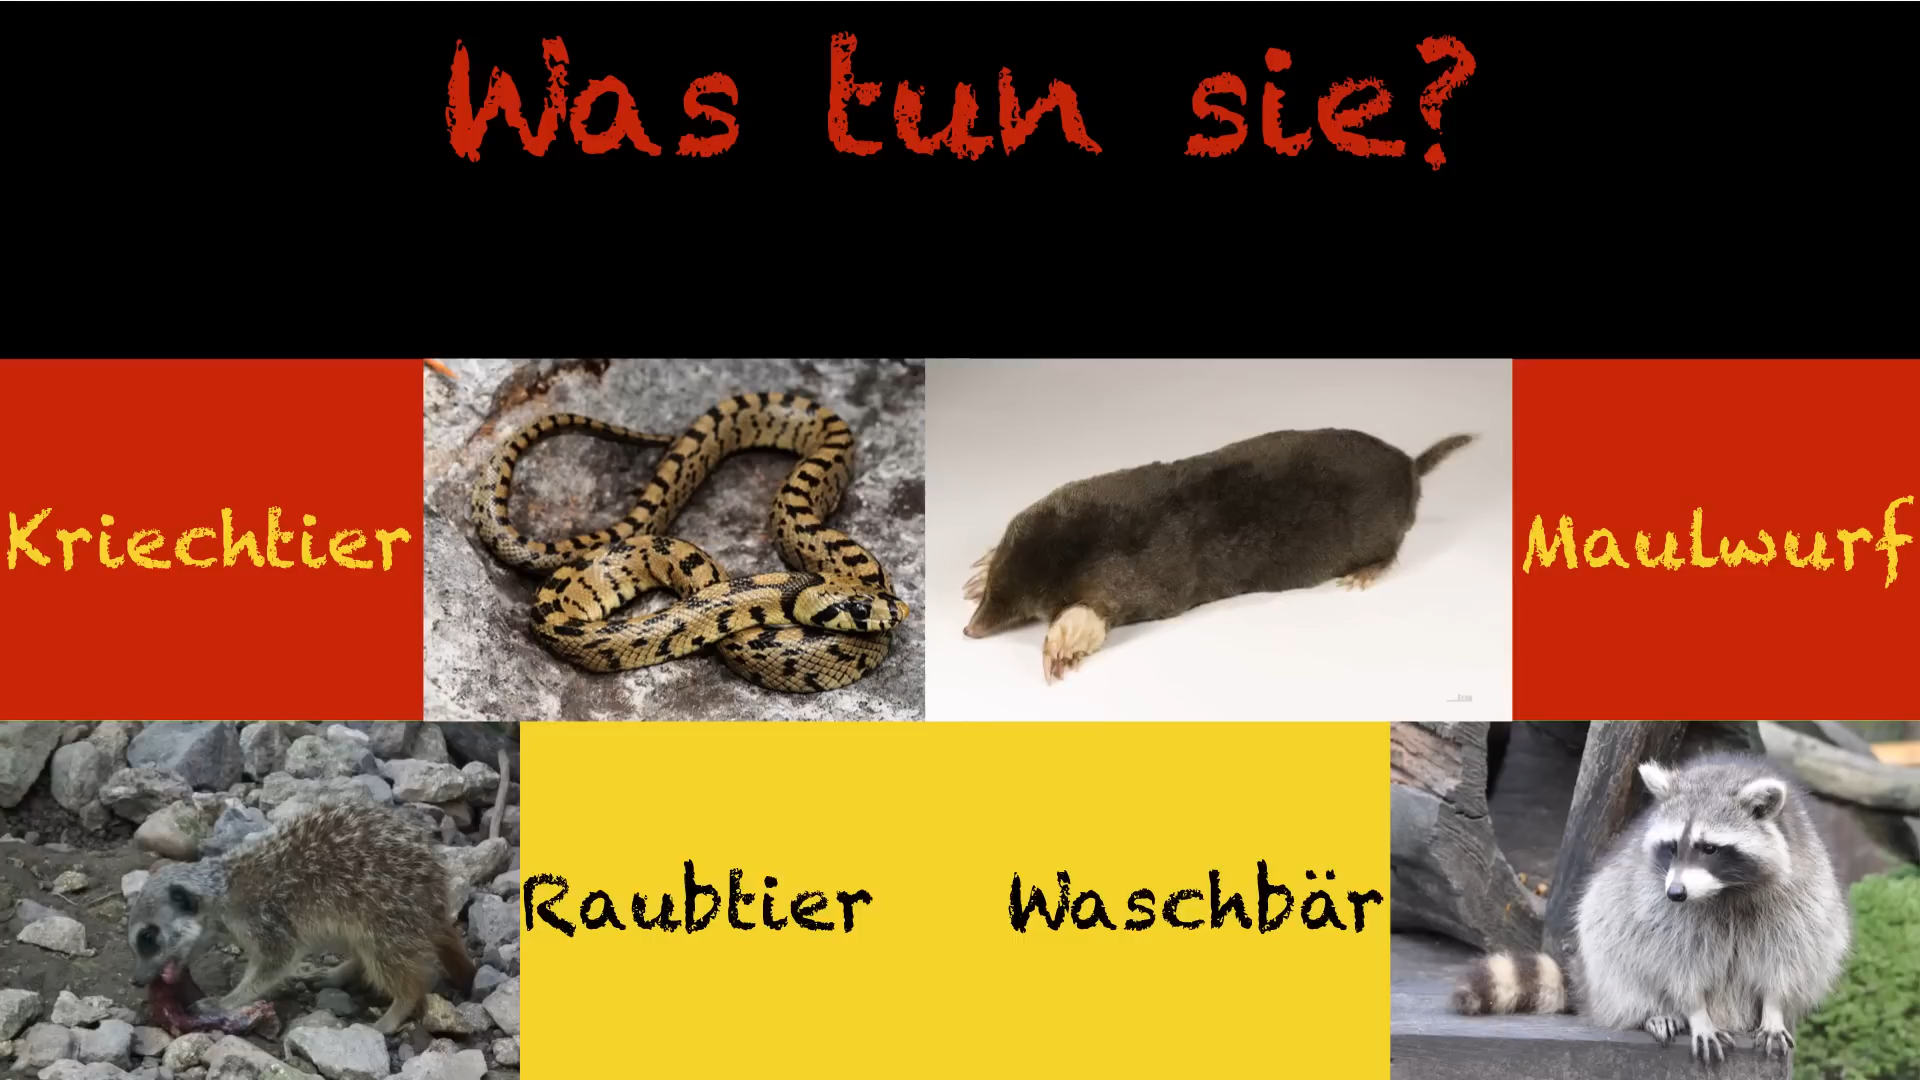 Was tun sie?
Kriechtier
Maulwurf
Raubtier
Waschbär